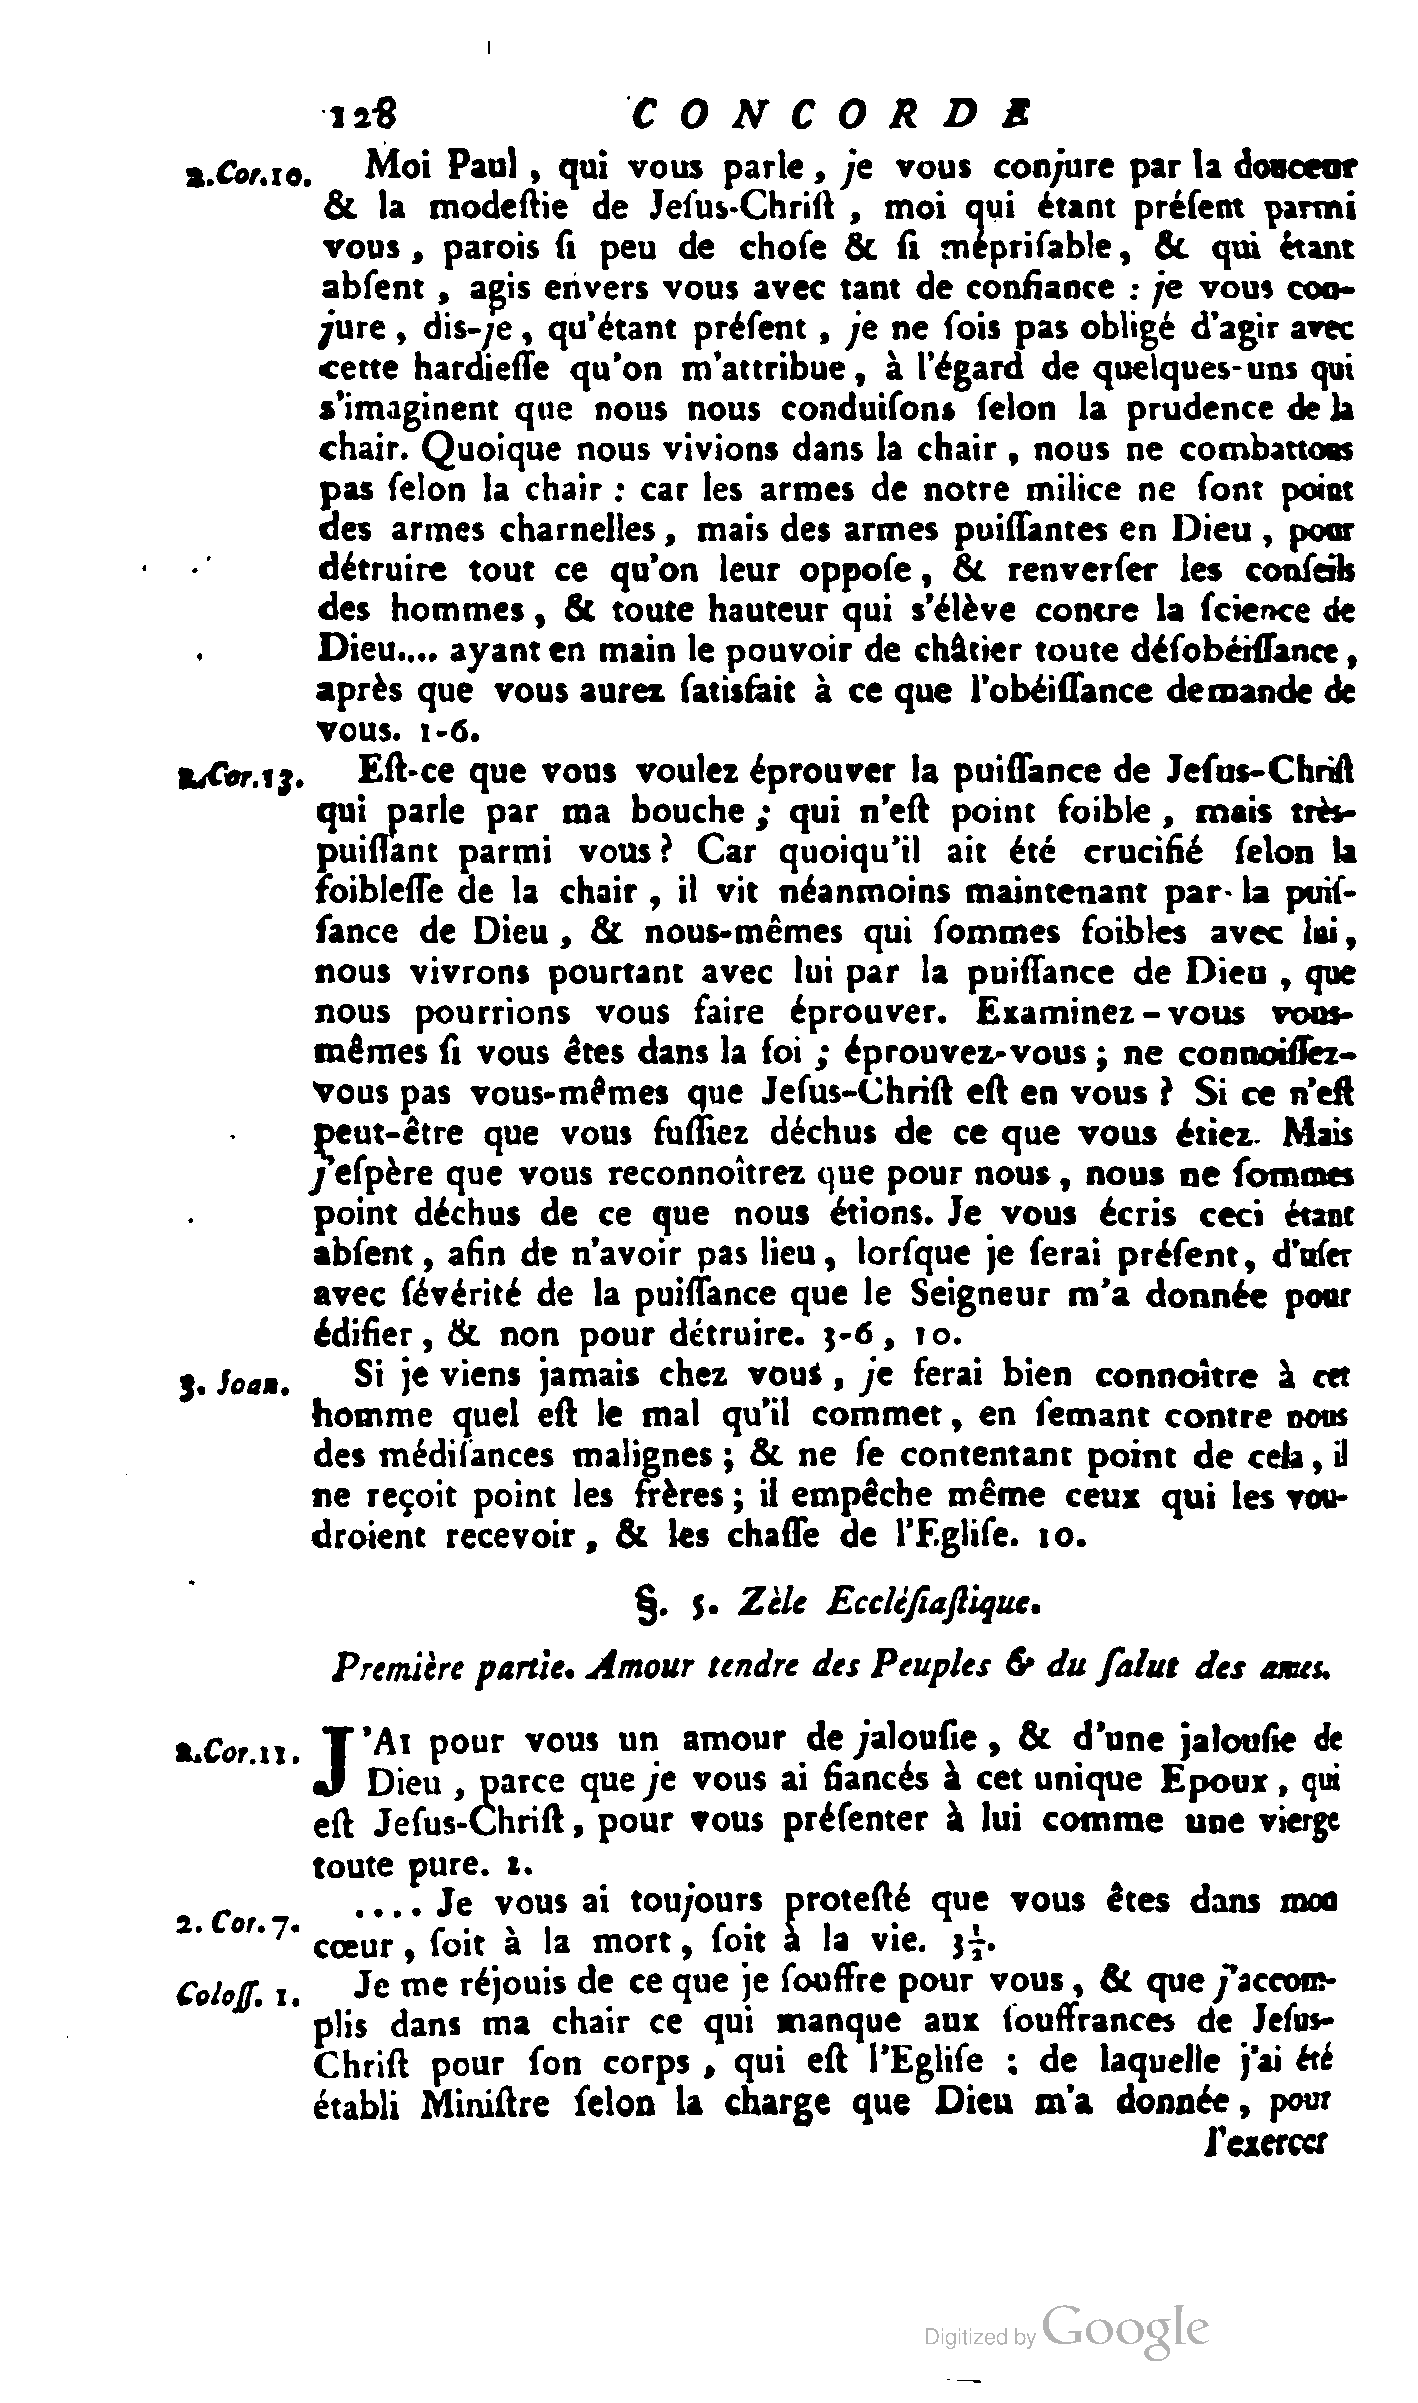 128 CONCORDE
2.Cor.10. Moi Paul, qui vous parle, je vous conjure par la douceur
& la modeſtie de Jeſus-Chriſt, moi qui étant préſent parmi
vous, parois ſi peu de choſe & ſi mépriſable, & qui étant
abſent, agis envers vous avec tant de confiance : je vous con-
jure, dis-je, qu'étant préſent, je ne ſois pas obligé d'agir avec
cette hardieſſe qu'on m'attribue, à l'égard de quelques-uns qui
s'imaginent que nous nous conduiſons ſelon la prudence de la
chair. Quoique nous vivions dans la chair, nous ne combattons
pas ſelon la chair : car les armes de notre milice ne ſont point
des armes charnelles, mais des armes puiſſantes en Dieu, pour
détruire tout ce qu'on leur oppoſe, & renverſer les conſeils
des hommes, & toute hauteur qui s'élève contre la ſcience de
Dieu.... ayant en main le pouvoir de châtier toute déſobéiſſance,
après que vous aurez ſatisfait à ce que l'obéiſſance demande de
vous. 1-6.
2.Cor.13. Eſt-ce que vous voulez éprouver la puiſſance de Jeſus-Chriſt
qui parle par ma bouche ; qui n'eſt point foible, mais très-
puiſſant parmi vous ? Car quoiqu'il ait été crucifié ſelon la
foibleſſe de la chair, il vit néanmoins maintenant par la puiſ-
ſance de Dieu, & nous-mêmes qui ſommes foibles avec lui,
nous vivrons pourtant avec lui par la puiſſance de Dieu, que
nous pourrions vous faire éprouver. Examinez-vous vous-
mêmes ſi vous êtes dans la foi ; éprouvez-vous ; ne connoiſſez-
vous pas vous-mêmes que Jeſus-Chriſt eſt en vous ? Si ce n'eſt
peut-être que vous fuſſiez déchus de ce que vous étiez. Mais
j'eſpère que vous reconnoîtrez que pour nous, nous ne ſommes
point déchus de ce que nous étions. Je vous écris ceci étant
abſent, afin de n'avoir pas lieu, lorſque je ſerai préſent, d'uſer
avec ſévérité de la puiſſance que le Seigneur m'a donnée pour
édifier, & non pour détruire. 3-6, 10.
3. Joan. Si je viens jamais chez vous, je ferai bien connoître à cet
homme quel eſt le mal qu'il commet, en ſemant contre nous
des médiſances malignes ; & ne ſe contentant point de cela, il
ne reçoit point les frères ; il empêche même ceux qui les vou-
droient recevoir, & les chaſſe de l'Egliſe. 10.
§. 5. Zèle Eccléſiaſtique.
Première partie. Amour tendre des Peuples & du ſalut des ames.
2.Cor.11. J'AI pour vous un amour de jalouſie, & d'une jalouſie de
Dieu, parce que je vous ai fiancés à cet unique Epoux, qui
eſt Jeſus-Chriſt, pour vous préſenter à lui comme une vierge
toute pure. 2.
2. Cor. 7. .... Je vous ai toujours proteſté que vous êtes dans mon
cœur, ſoit à la mort, ſoit à la vie. 3½.
Coloſſ. 1. Je me réjouis de ce que je ſouffre pour vous, & que j'accom-
plis dans ma chair ce qui manque aux ſouffrances de Jeſus-
Chriſt pour ſon corps, qui eſt l'Egliſe : de laquelle j'ai été
établi Miniſtre ſelon la charge que Dieu m'a donnée, pour
l'exercer
Digitized by Google